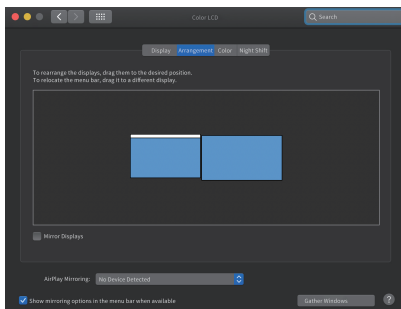 Color LCD
Search
Display Arrangement Color Night Shift
To rearrange the displays, drag them to the desired position.
To relocate the menu bar, drag it to a different display.
Mirror Displays
AirPlay Mirroring: No Device Detected
Show mirroring options in the menu bar when available
Gather Windows ?